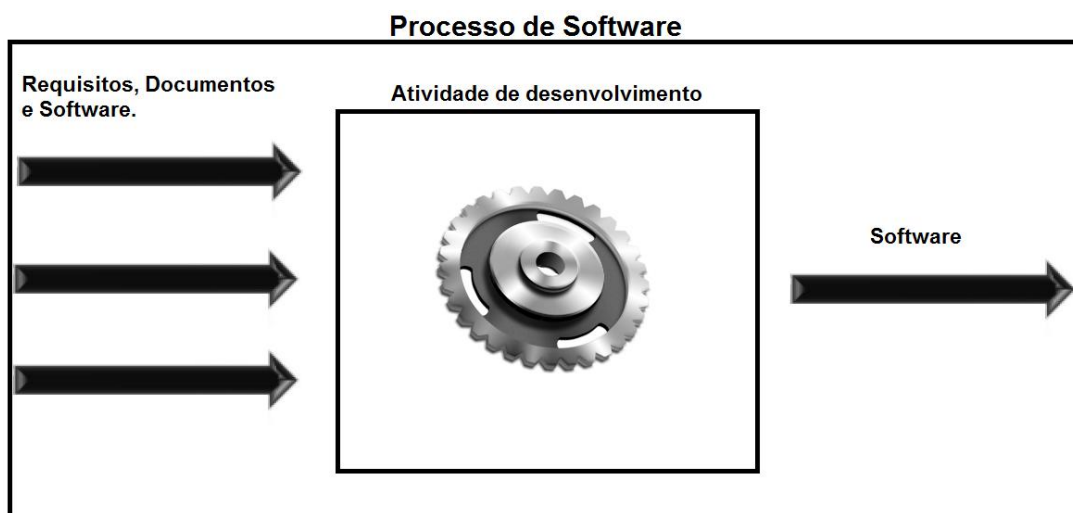 Processo de Software
Requisitos, Documentos
e Software.
Atividade de desenvolvimento
Software